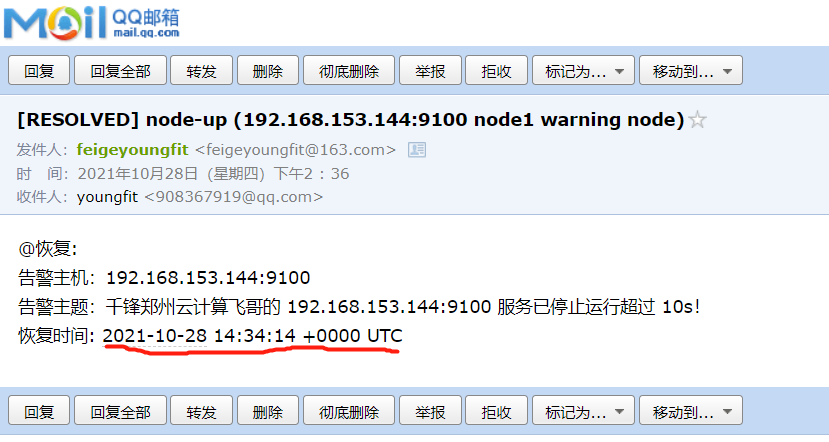 Mail QQ邮箱
mail.qq.com
回复 回复全部 转发 删除 彻底删除 举报 拒收 标记为... 移动到...
[RESOLVED] node-up (192.168.153.144:9100 node1 warning node)
发件人：feigeyoungfit <feigeyoungfit@163.com>
时 间：2021年10月28日（星期四）下午2：36
收件人：youngfit <908367919@qq.com>
@恢复:
告警主机：192.168.153.144:9100
告警主题：千锋郑州云计算飞哥的 192.168.153.144:9100 服务已停止运行超过 10s！
恢复时间: 2021-10-28 14:34:14 +0000 UTC
回复 回复全部 转发 删除 彻底删除 举报 拒收 标记为... 移动到...